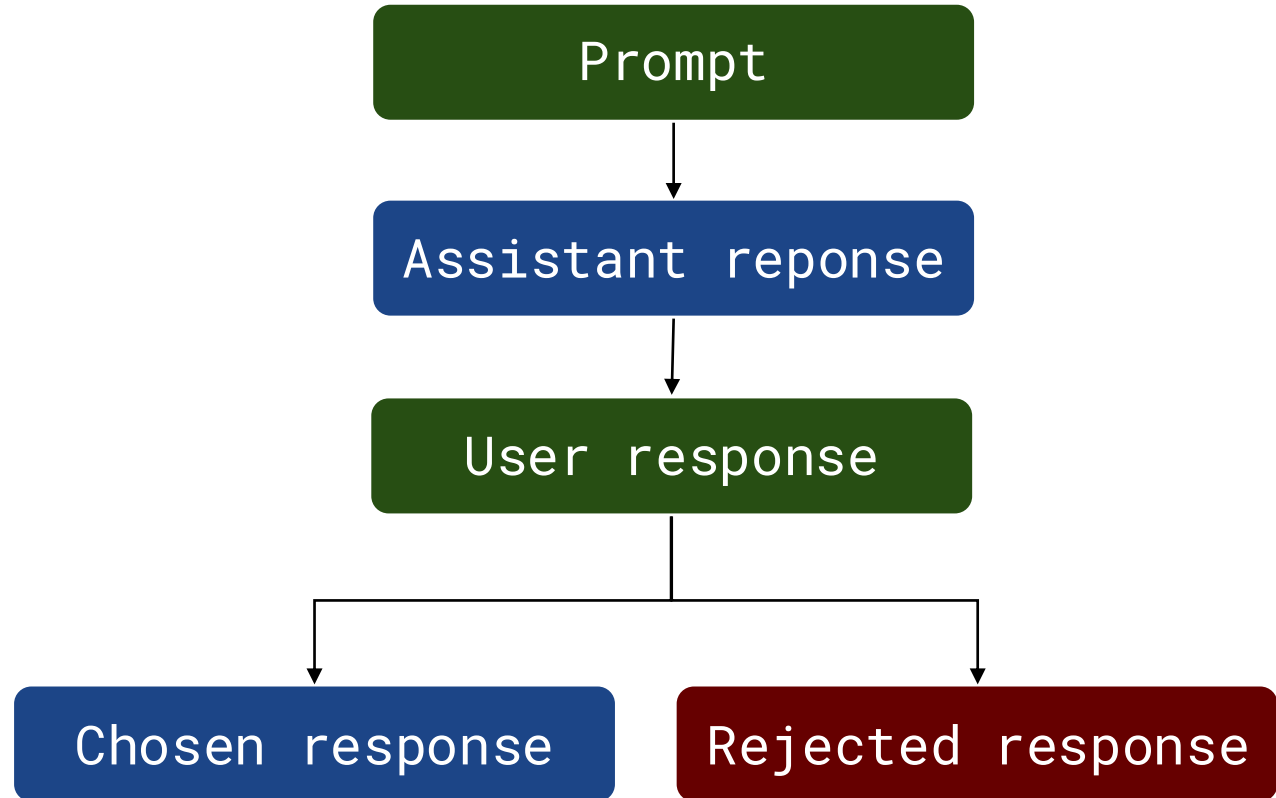 Prompt
Assistant reponse
User response
Chosen response
Rejected response